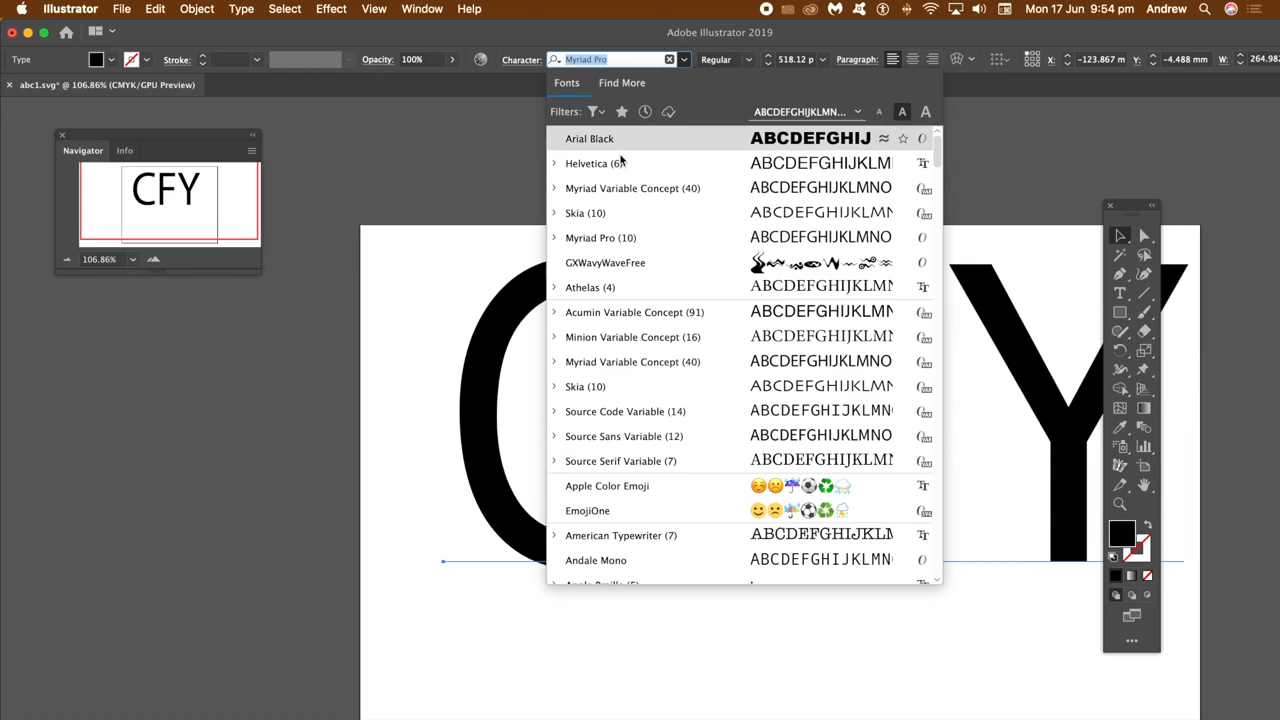 Illustrator File Edit Object Type Select Effect View Window Help Mon 17 May 9:54 pm Andrew
Adobe Illustrator 2019
Type Stroke: Opacity: 100% Character: Myriad Pro Regular 518.12 p Paragraph: X: -123.867 m Y: -4.488 mm W: 264.982
abc1.svg* @ 106.86% (CMYK/GPU Preview)
Fonts Find More
Filters: ABCDEFGHIJKLMN... A A A
Navigator Info
CFY
106.86%
Arial Black ABCDEFGHIJ
Helvetica (6) ABCDEFGHIJKLM
Myriad Variable Concept (40) ABCDEFGHIJKLMNO
Skia (10) ABCDEFGHIJKLMN
Myriad Pro (10) ABCDEFGHIJKLMNO
GXWavyWaveFree
Athelas (4) ABCDEFGHIJKLMN
Acumin Variable Concept (91) ABCDEFGHIJKLMN
Minion Variable Concept (16) ABCDEFGHIJKLMN
Myriad Variable Concept (40) ABCDEFGHIJKLMNO
Skia (10) ABCDEFGHIJKLMN
Source Code Variable (14) ABCDEFGHIJKLMN
Source Sans Variable (12) ABCDEFGHIJKLMNO
Source Serif Variable (7) ABCDEFGHIJKLMN
Apple Color Emoji
EmojiOne
American Typewriter (7) ABCDEFGHIJKLM
Andale Mono ABCDEFGHIJKLMN
C Y